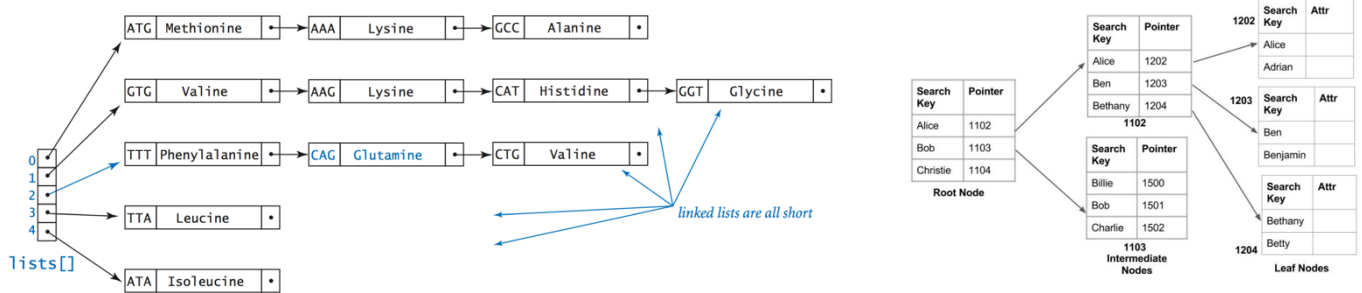 ATG Methionine AAA Lysine GCC Alanine
GTG Valine AAG Lysine CAT Histidine GGT Glycine
0 TTT Phenylalanine CAG Glutamine CTG Valine
1
2
3 TTA Leucine
4
linked lists are all short
lists[]
ATA Isoleucine
Search Key Pointer
Alice 1102
Bob 1103
Christie 1104
Root Node
Search Key Pointer
Alice 1202
Ben 1203
Bethany 1204
1102
Search Key Pointer
Billie 1500
Bob 1501
Charlie 1502
1103
Intermediate
Nodes
1202
Search Key Attr
Alice
Adrian
1203
Search Key Attr
Ben
Benjamin
Search Key Attr
Bethany
Betty
1204
Leaf Nodes